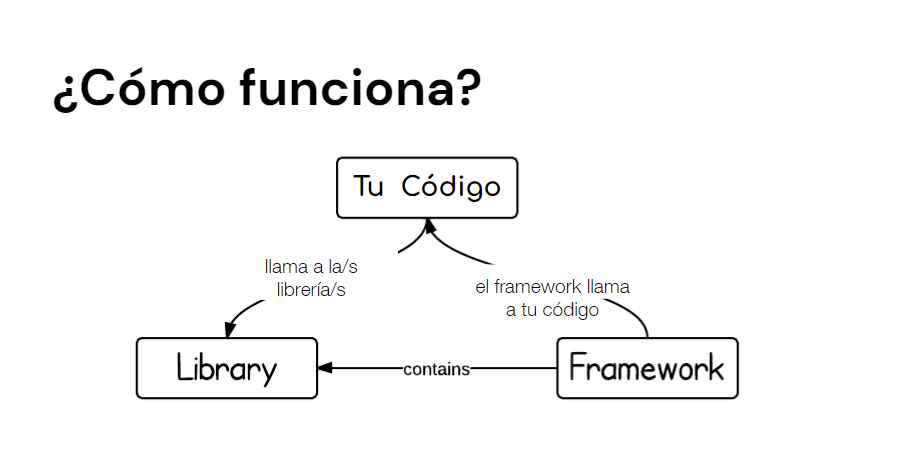 ¿Cómo funciona?
Tu Código
llama a la/s
librería/s
el framework llama
a tu código
Library
contains
Framework